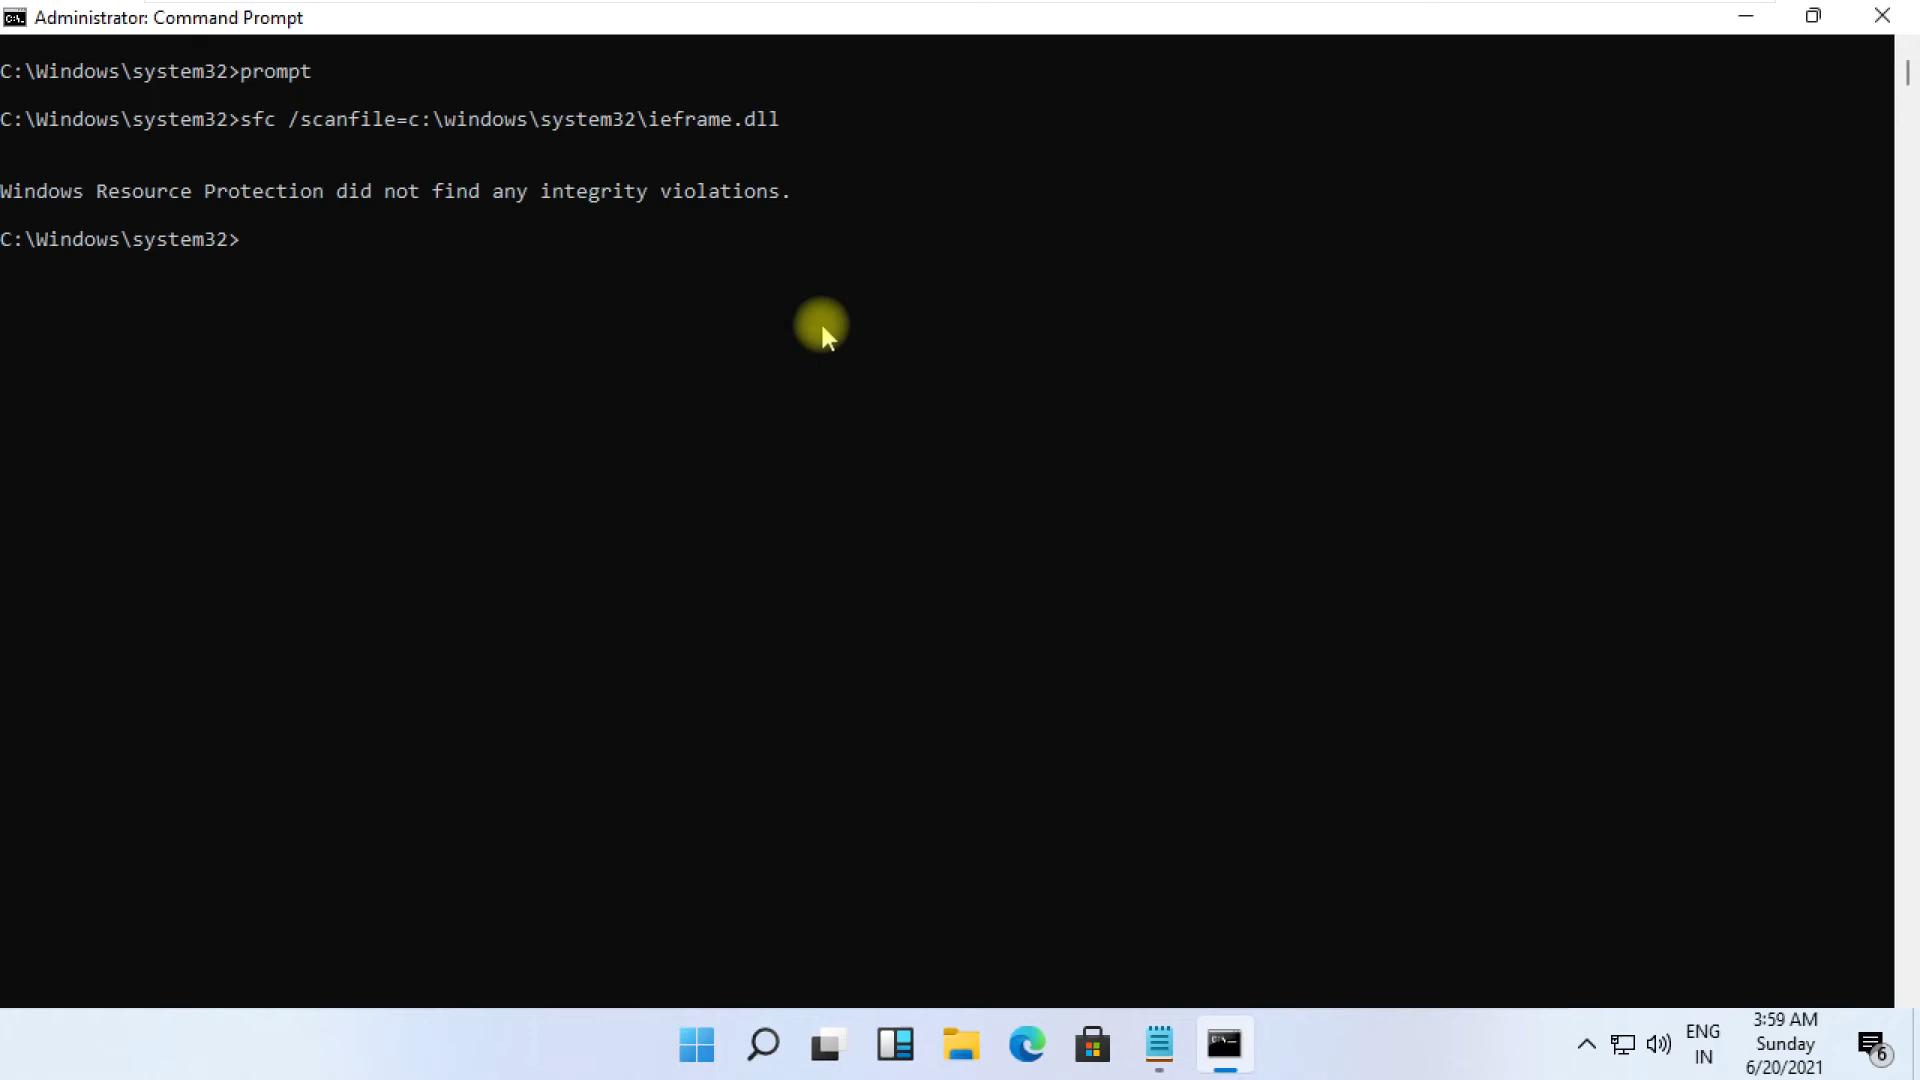 Administrator: Command Prompt
C:\Windows\system32>prompt
C:\Windows\system32>sfc /scanfile=c:\windows\system32\ieframe.dll
Windows Resource Protection did not find any integrity violations.
C:\Windows\system32>
3:59 AM
ENG
Sunday
IN
6/20/2021
6